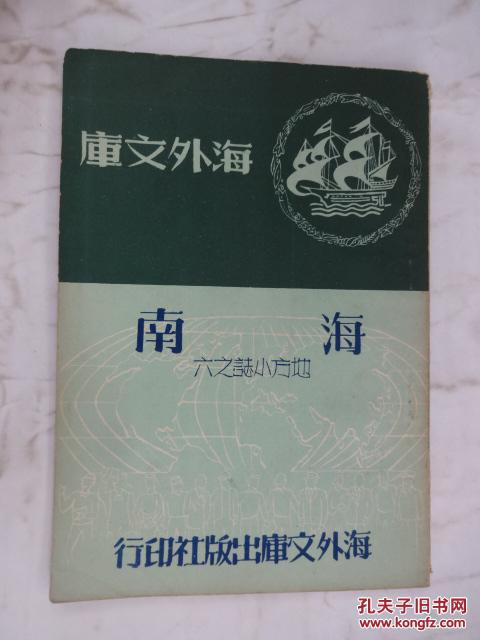 海外文庫
海南
地方小誌之六
海外文庫出版社印行
孔夫子旧书网
www.kongfz.com